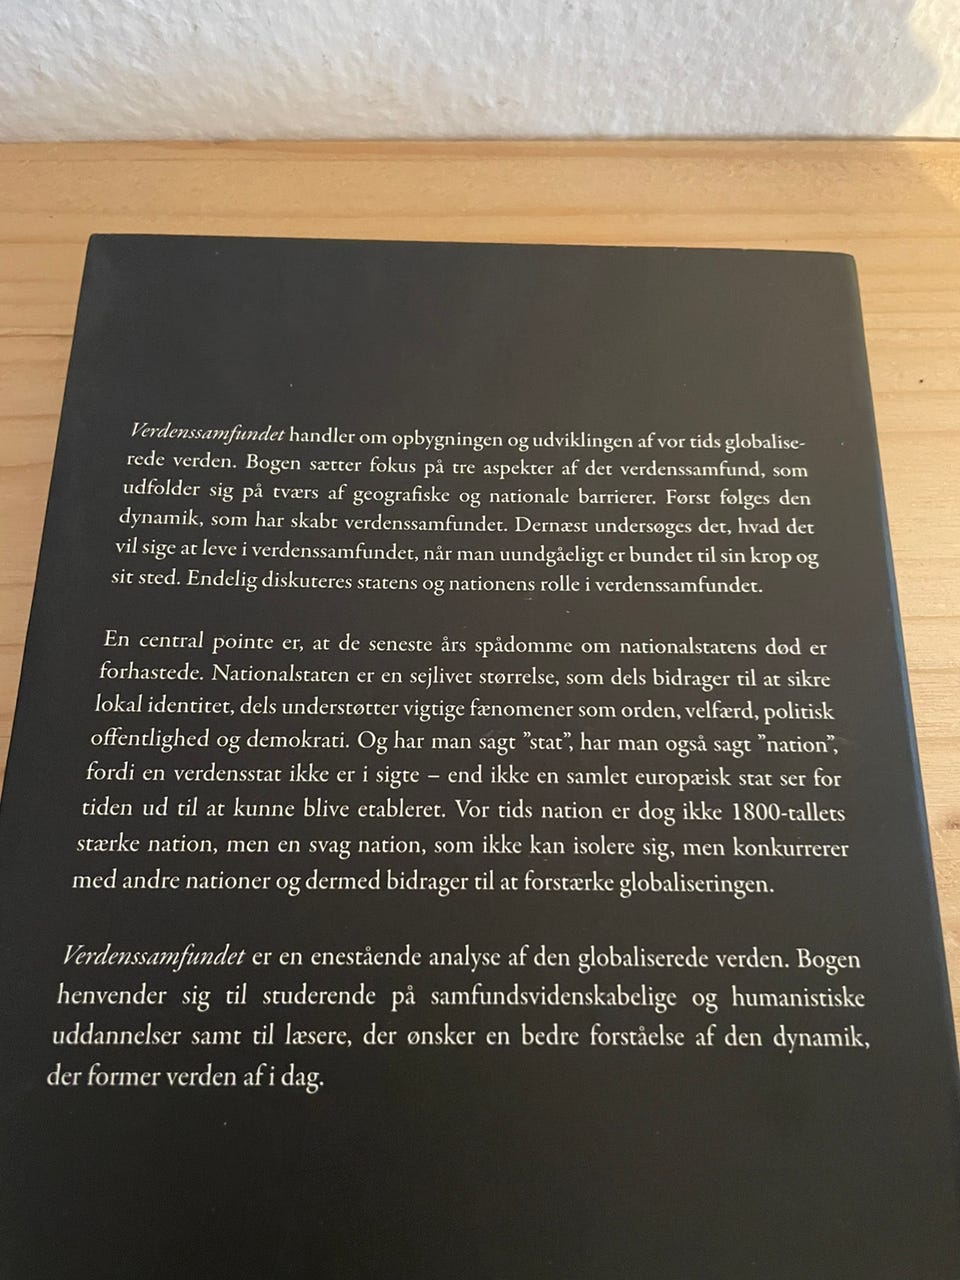 Verdenssamfundet handler om opbygningen og udviklingen af vor tids globalise-
rede verden. Bogen sætter fokus på tre aspekter af det verdenssamfund, som
udfolder sig på tværs af geografiske og nationale barrierer. Først følges den
dynamik, som har skabt verdenssamfundet. Dernæst undersøges det, hvad det
vil sige at leve i verdenssamfundet, når man uundgåeligt er bundet til sin krop og
sit sted. Endelig diskuteres statens og nationens rolle i verdenssamfundet.
En central pointe er, at de seneste års spådomme om nationalstatens død er
forhastede. Nationalstaten er en sejlivet størrelse, som dels bidrager til at sikre
lokal identitet, dels understøtter vigtige fænomener som orden, velfærd, politisk
offentlighed og demokrati. Og har man sagt ”stat”, har man også sagt ”nation”,
fordi en verdensstat ikke er i sigte – end ikke en samlet europæisk stat ser for
tiden ud til at kunne blive etableret. Vor tids nation er dog ikke 1800-tallets
stærke nation, men en svag nation, som ikke kan isolere sig, men konkurrerer
med andre nationer og dermed bidrager til at forstærke globaliseringen.
Verdenssamfundet er en enestående analyse af den globaliserede verden. Bogen
henvender sig til studerende på samfundsvidenskabelige og humanistiske
uddannelser samt til læsere, der ønsker en bedre forståelse af den dynamik,
der former verden af i dag.